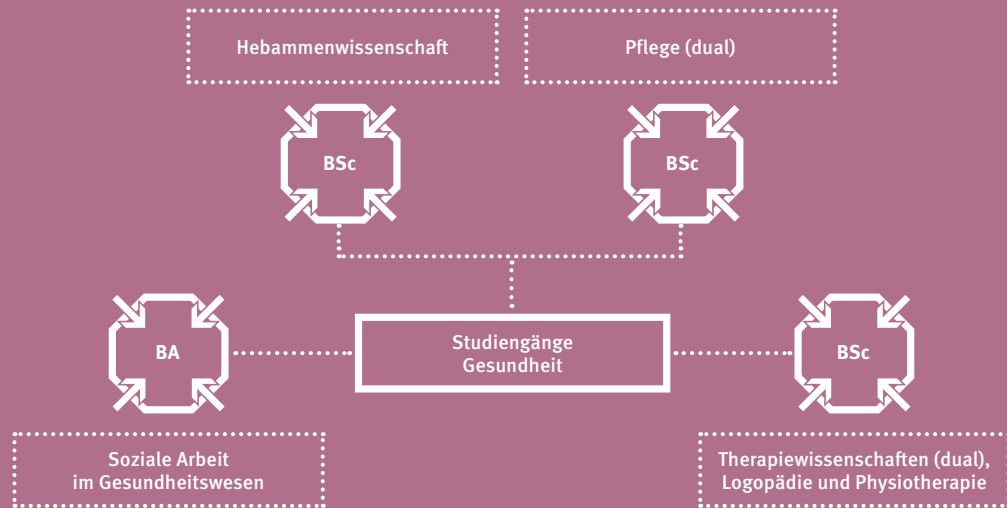 Hebammenwissenschaft
Pflege (dual)
BSc
BSc
BA
Studiengänge
Gesundheit
BSc
Soziale Arbeit
im Gesundheitswesen
Therapiewissenschaften (dual),
Logopädie und Physiotherapie